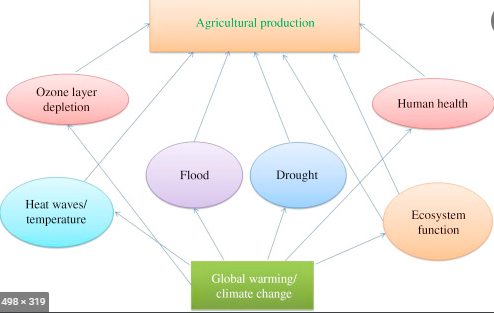 Agricultural production
Ozone layer
depletion
Human health
Flood
Drought
Heat waves/
temperature
Ecosystem
function
Global warming/
climate change
498 × 319